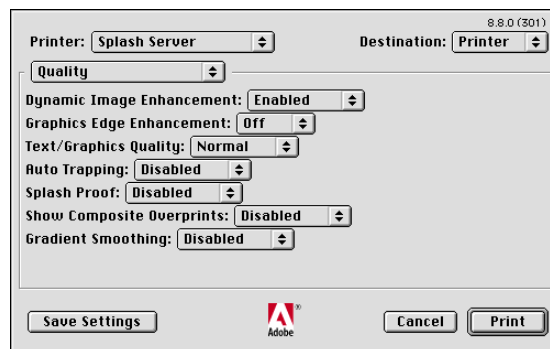 8.8.0 (301)
Printer: Splash Server Destination: Printer
Quality
Dynamic Image Enhancement: Enabled
Graphics Edge Enhancement: Off
Text/Graphics Quality: Normal
Auto Trapping: Disabled
Splash Proof: Disabled
Show Composite Overprints: Disabled
Gradient Smoothing: Disabled
Save Settings Adobe® Cancel Print